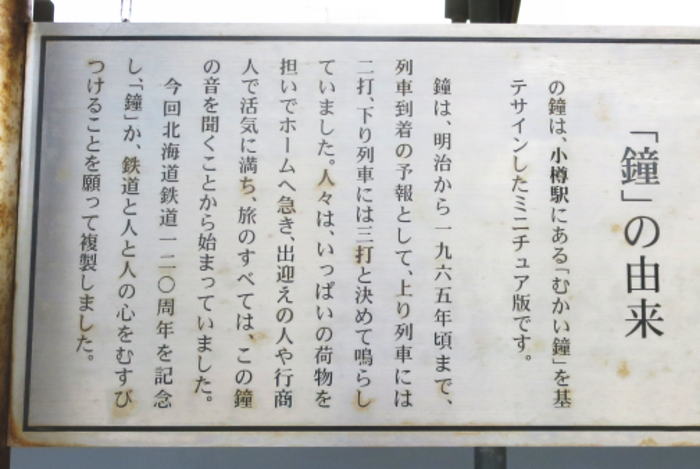 「鐘」の由来
の鐘は、小樽駅にある「むかい鐘」を基
テサインしたミニチュア版です。
鐘は、明治から一九六五年頃まで、
列車到着の予報として、上り列車には
二打、下り列車には三打と決めて鳴らし
ていました。人々は、いっぱいの荷物を
担いでホームへ急き、出迎えの人や行商
人で活気に満ち、旅のすべては、この鐘
の音を聞くことから始まっていました。
今回北海道鉄道一二〇周年を記念
し、「鐘」か、鉄道と人と人の心をむすび
つけることを願って複製しました。